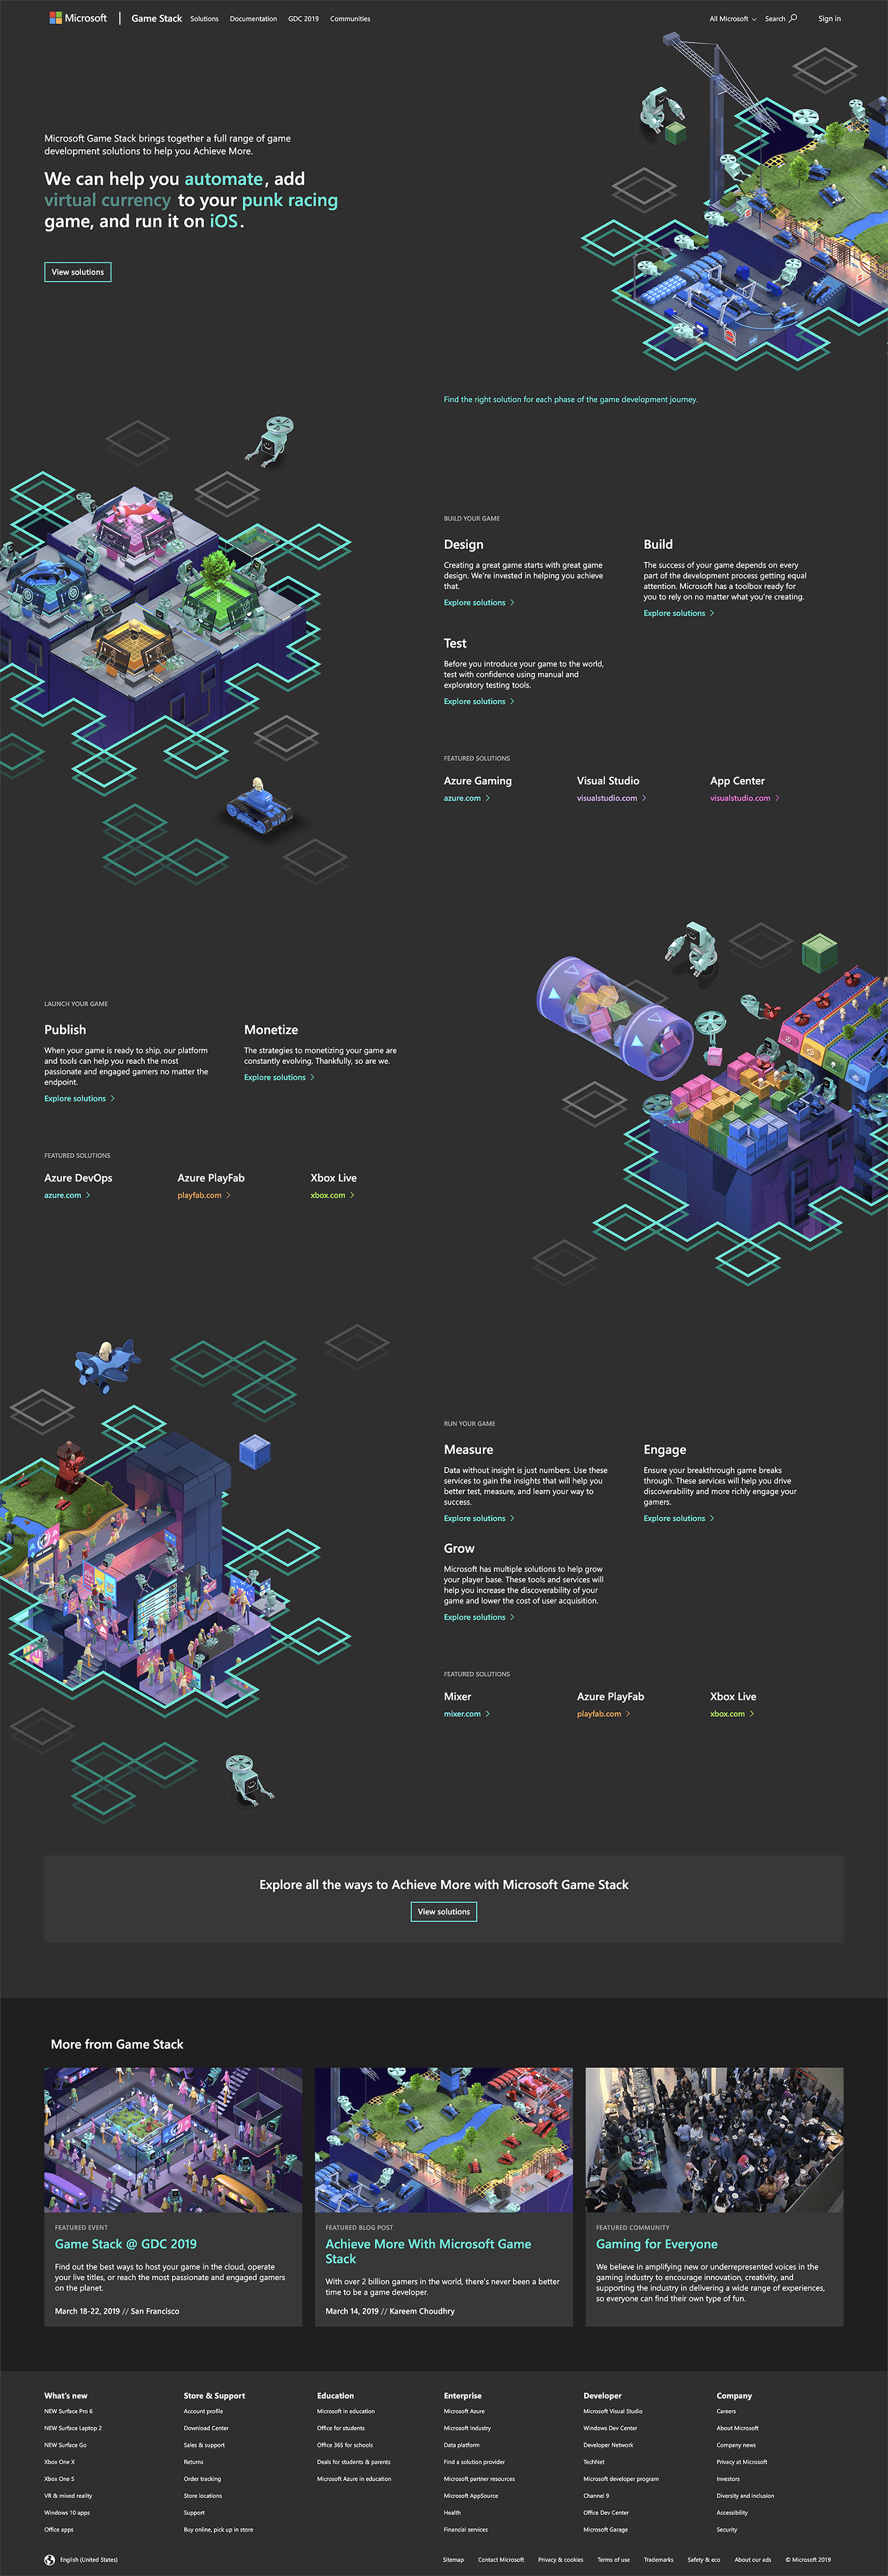 Microsoft
Game Stack
Solutions
Documentation
GDC 2019
Communities
All Microsoft
Search
Sign in
Microsoft Game Stack brings together a full range of game
development solutions to help you Achieve More.
We can help you automate, add
virtual currency to your punk racing
game, and run it on iOS.
View solutions
Find the right solution for each phase of the game development journey.
BUILD YOUR GAME
Design
Creating a great game starts with great game
design. We're invested in helping you achieve
that.
Explore solutions
Build
The success of your game depends on every
part of the development process getting equal
attention. Microsoft has a toolbox ready for
you to rely on no matter what you're creating.
Explore solutions
Test
Before you introduce your game to the world,
test with confidence using manual and
exploratory testing tools.
Explore solutions
FEATURED SOLUTIONS
Azure Gaming
azure.com
Visual Studio
visualstudio.com
App Center
visualstudio.com
LAUNCH YOUR GAME
Publish
When your game is ready to ship, our platform
and tools can help you reach the most
passionate and engaged gamers no matter the
endpoint.
Explore solutions
Monetize
The strategies to monetizing your game are
constantly evolving. Thankfully, so are we.
Explore solutions
FEATURED SOLUTIONS
Azure DevOps
azure.com
Azure PlayFab
playfab.com
Xbox Live
xbox.com
RUN YOUR GAME
Measure
Data without insight is just numbers. Use these
services to gain the insights that will help you
better test, measure, and learn your way to
success.
Explore solutions
Engage
Ensure your breakthrough game breaks
through. These services will help you drive
discoverability and more richly engage your
gamers.
Explore solutions
Grow
Microsoft has multiple solutions to help grow
your player base. These tools and services will
help you increase the discoverability of your
game and lower the cost of user acquisition.
Explore solutions
FEATURED SOLUTIONS
Mixer
mixer.com
Azure PlayFab
playfab.com
Xbox Live
xbox.com
Explore all the ways to Achieve More with Microsoft Game Stack
View solutions
More from Game Stack
FEATURED EVENT
Game Stack @ GDC 2019
Find out the best ways to host your game in the cloud, operate
your live titles, or reach the most passionate and engaged gamers
on the planet.
March 18-22, 2019 // San Francisco
FEATURED BLOG POST
Achieve More With Microsoft Game
Stack
With over 2 billion gamers in the world, there's never been a better
time to be a game developer.
March 14, 2019 // Kareem Choudhry
FEATURED COMMUNITY
Gaming for Everyone
We believe in amplifying new or underrepresented voices in the
gaming industry to encourage innovation, creativity, and
supporting the industry in delivering a wide range of experiences,
so everyone can find their own type of fun.
What's new
NEW Surface Pro 6
NEW Surface Laptop 2
NEW Surface Go
Xbox One X
Xbox One S
VR & mixed reality
Windows 10 apps
Office apps
Store & Support
Account profile
Download Center
Sales & support
Returns
Order tracking
Store locations
Support
Buy online, pick up in store
Education
Microsoft in education
Office for students
Office 365 for schools
Deals for students & parents
Microsoft Azure in education
Enterprise
Microsoft Azure
Microsoft Industry
Data platform
Find a solution provider
Microsoft partner resources
Microsoft AppSource
Health
Financial services
Developer
Microsoft Visual Studio
Windows Dev Center
Developer Network
TechNet
Microsoft developer program
Channel 9
Office Dev Center
Microsoft Garage
Company
Careers
About Microsoft
Company news
Privacy at Microsoft
Investors
Diversity and inclusion
Accessibility
Security
English (United States)
Sitemap
Contact Microsoft
Privacy & cookies
Terms of use
Trademarks
Safety & eco
About our ads
© Microsoft 2019